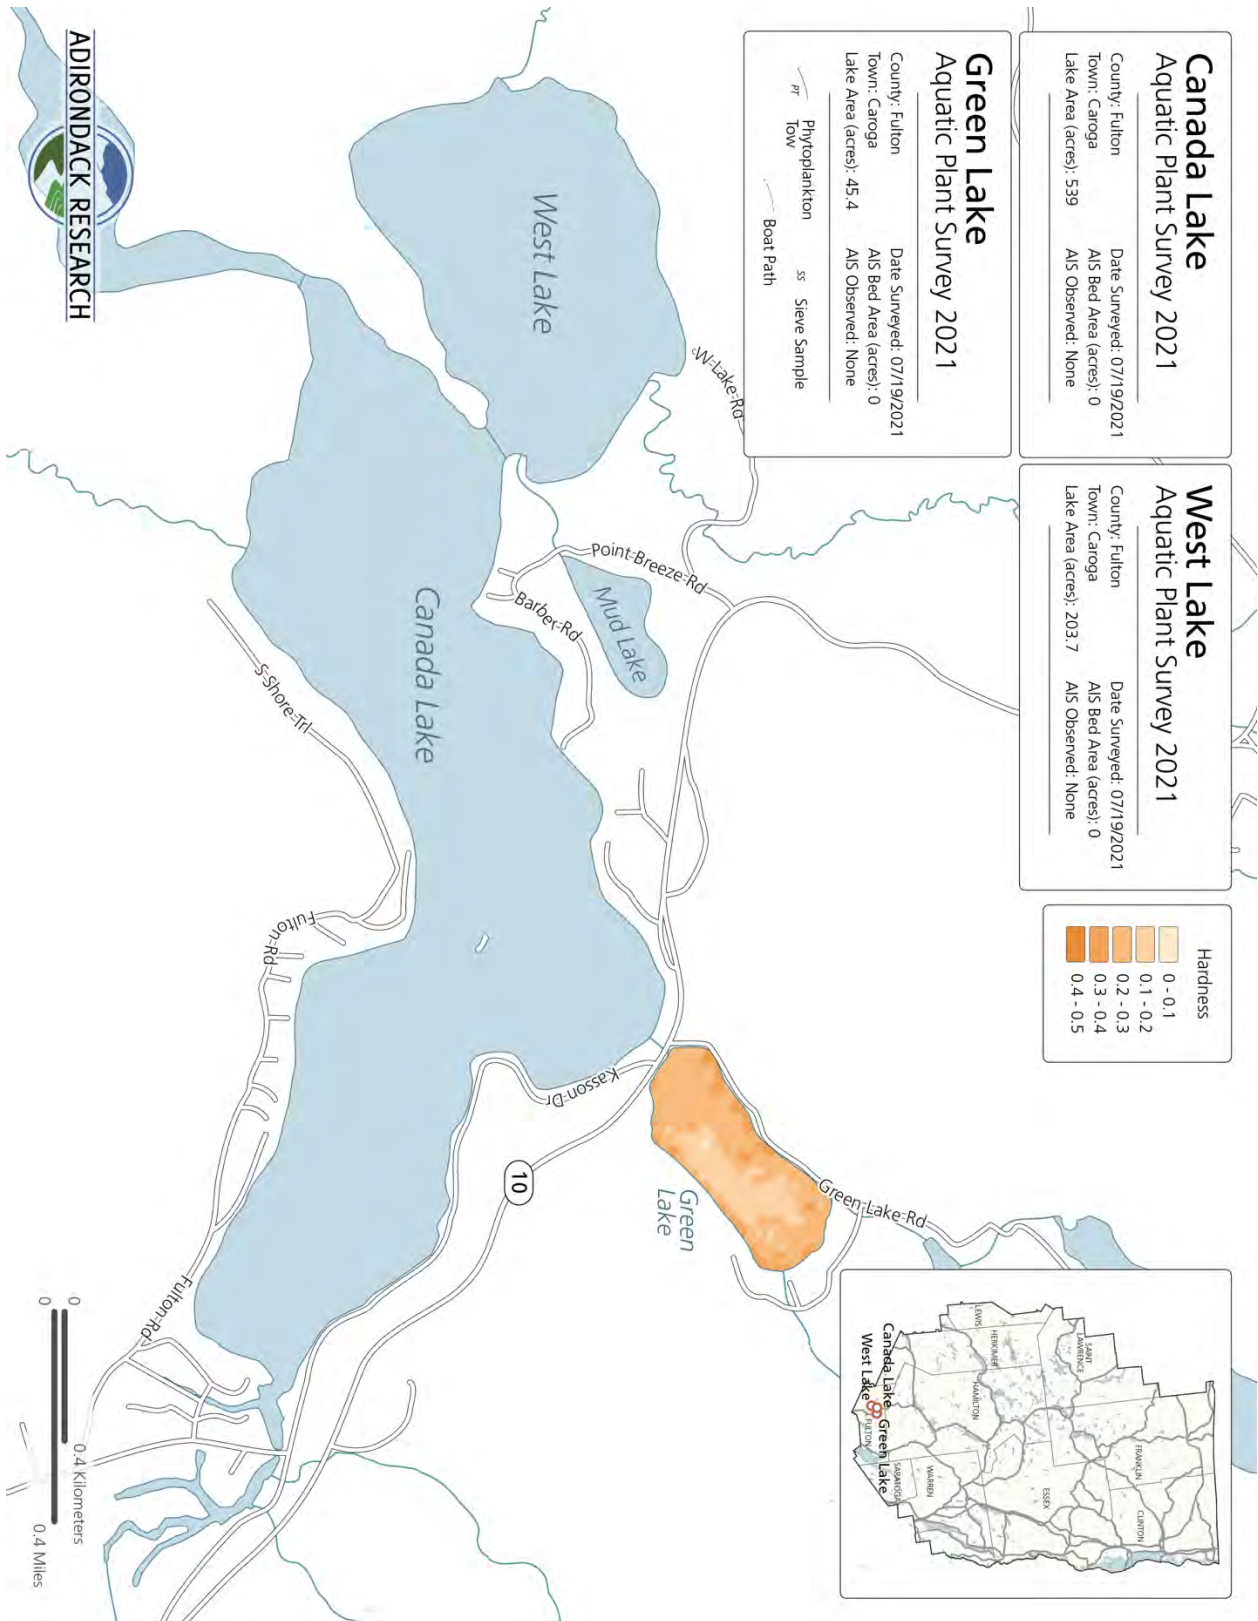 Canada Lake
Aquatic Plant Survey 2021
County: Fulton
Date Surveyed: 07/19/2021
Town: Caroga
AIS Bed Area (acres): 0
Lake Area (acres): 539
AIS Observed: None
West Lake
Aquatic Plant Survey 2021
County: Fulton
Date Surveyed: 07/19/2021
Town: Caroga
AIS Bed Area (acres): 0
Lake Area (acres): 203.7
AIS Observed: None
Hardness
0 - 0.1
0.1 - 0.2
0.2 - 0.3
0.3 - 0.4
0.4 - 0.5
Green Lake
Aquatic Plant Survey 2021
County: Fulton
Date Surveyed: 07/19/2021
Town: Caroga
AIS Bed Area (acres): 0
Lake Area (acres): 45.4
AIS Observed: None
PT
Phytoplankton
Tow
SS
Sieve Sample
Boat Path
SAINT
LAWRENCE
FRANKLIN
CLINTON
LEWIS
HERKIMER
HAMILTON
ESSEX
WARREN
SARATOGA
FULTON
Canada Lake
West Lake
Green Lake
W-Lake-Rd
Point-Breeze-Rd
Barber-Rd
Green-Lake-Rd
Mud Lake
West Lake
Green
Lake
Kasson-Dr
10
Canada Lake
S-Shore-Trl
Fulton-Rd
Fulton-Rd
ADIRONDACK RESEARCH
0
0.4 Kilometers
0
0.4 Miles